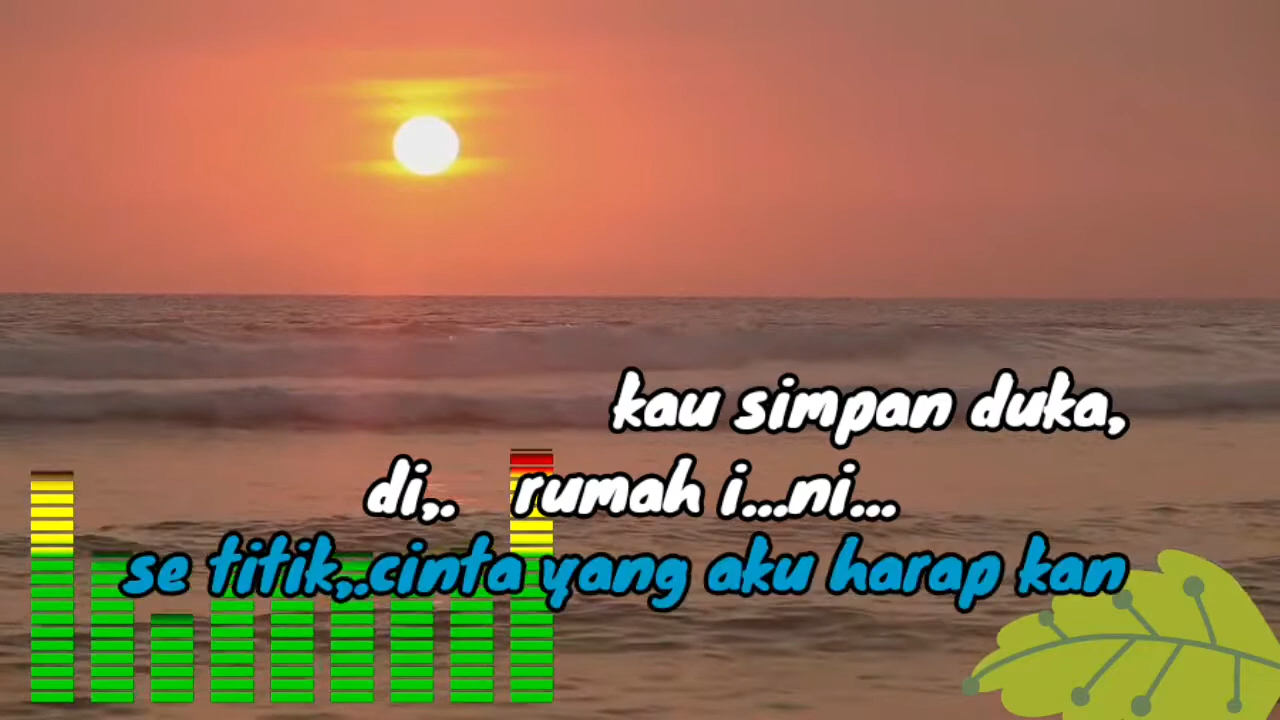 kau simpan duka,
di,. rumah i...ni...
se titik,.cinta yang aku harap kan